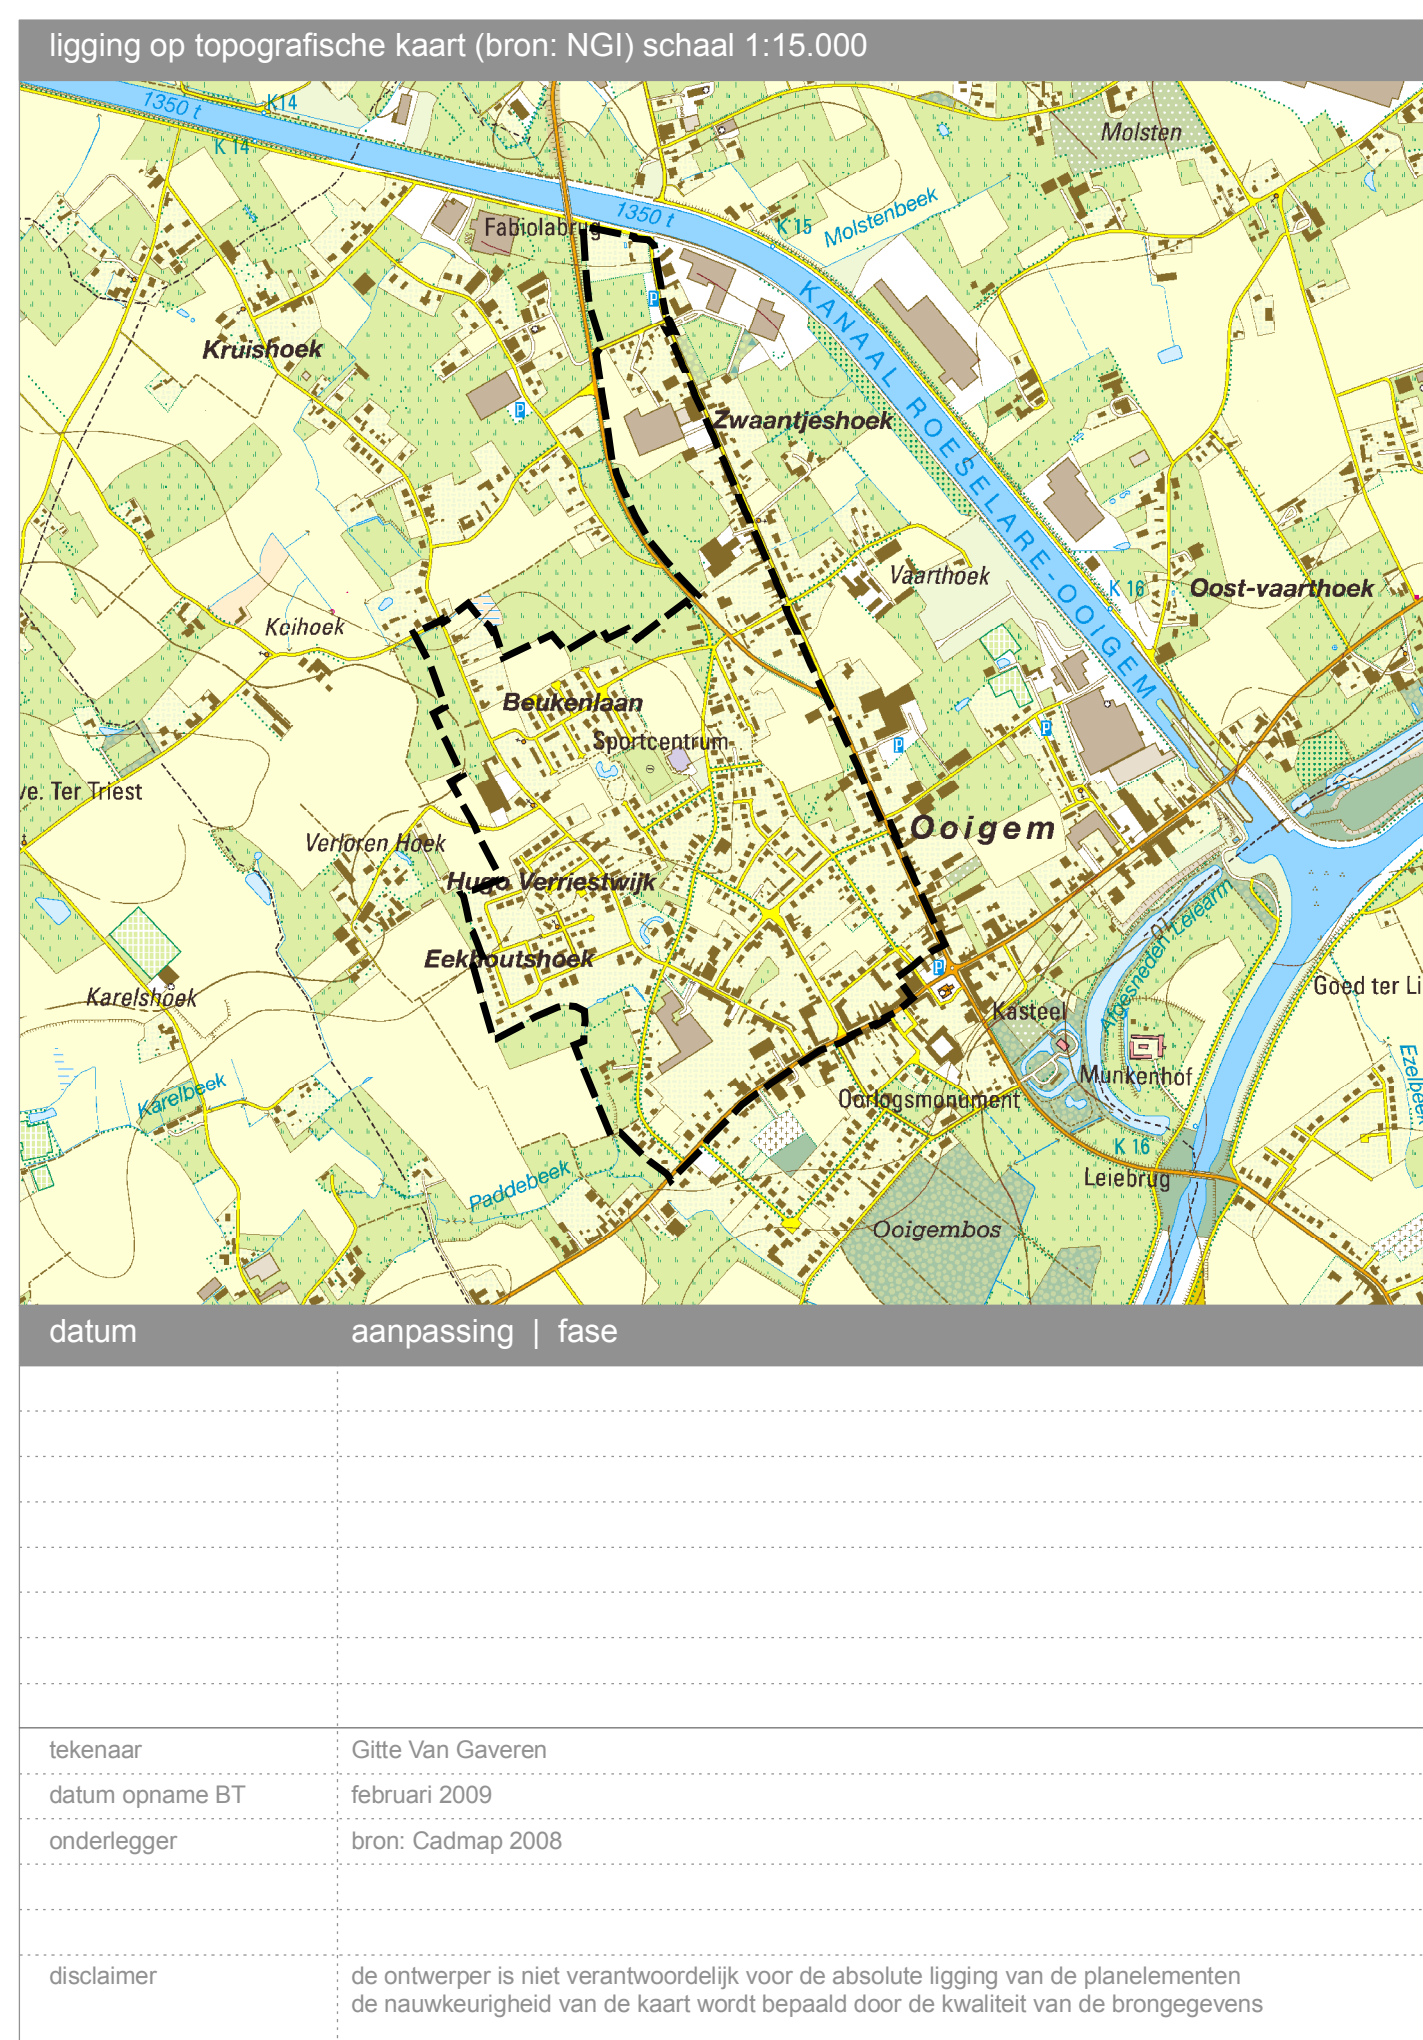 ligging op topografische kaart (bron: NGI) schaal 1:15.000
1350 t
K14
K 14
Molsten
1350 t
K 15
Molstenbeek
Fabiolabrug
P
KANAAL ROESELARE-OOIGEM
Kruishoek
P
Zwaantjeshoek
Vaarthoek
K 16
Oost-vaarthoek
Keihoek
Beukenlaan
Sportcentrum
P
P
ve. Ter Triest
Ooigem
Verloren Hoek
Hugo Verriestwijk
Afgesneden Leiearm
Eekhoutshoek
P
Karelshoek
Goed ter Li
Kasteel
Munkenhof
Ezelbeek
Karelbeek
Oorlogsmonument
K 16
Leiebrug
Paddebeek
Ooigembos
datum aanpassing | fase
tekenaar Gitte Van Gaveren
datum opname BT februari 2009
onderlegger bron: Cadmap 2008
disclaimer de ontwerper is niet verantwoordelijk voor de absolute ligging van de planelementen
de nauwkeurigheid van de kaart wordt bepaald door de kwaliteit van de brongegevens